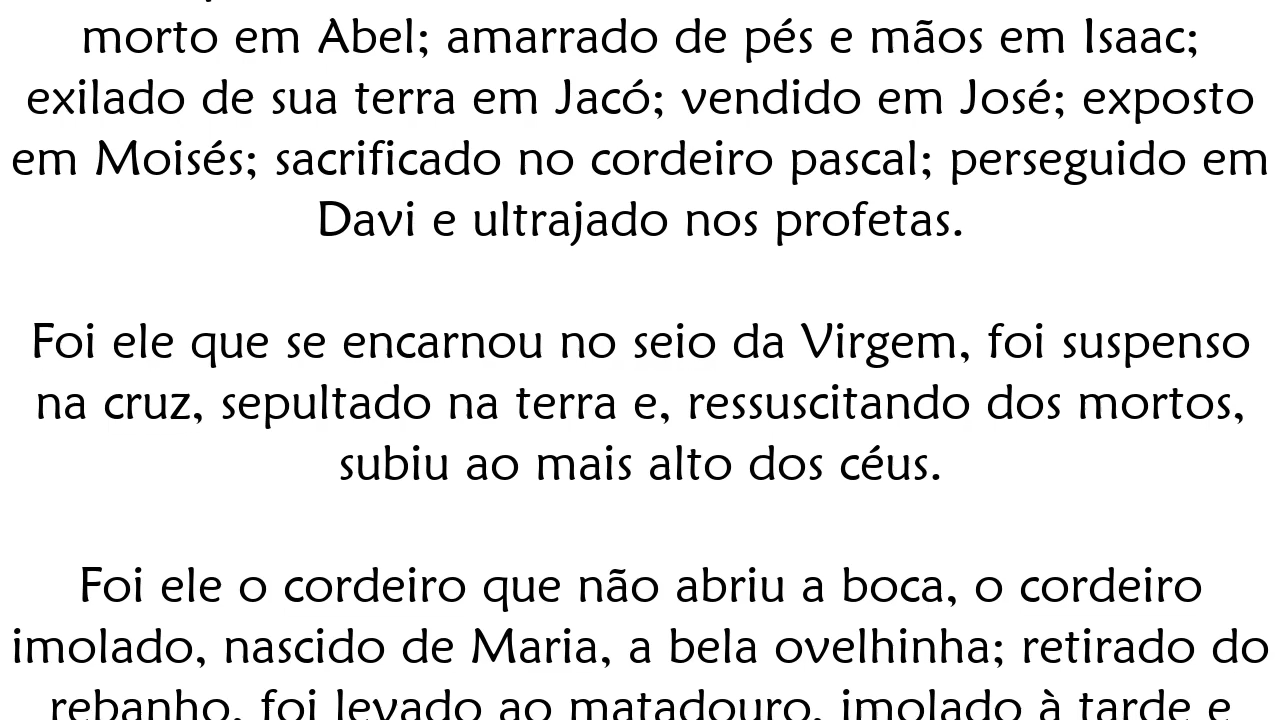 morto em Abel; amarrado de pés e mãos em Isaac;
exilado de sua terra em Jacó; vendido em José; exposto
em Moisés; sacrificado no cordeiro pascal; perseguido em
Davi e ultrajado nos profetas.
Foi ele que se encarnou no seio da Virgem, foi suspenso
na cruz, sepultado na terra e, ressuscitando dos mortos,
subiu ao mais alto dos céus.
Foi ele o cordeiro que não abriu a boca, o cordeiro
imolado, nascido de Maria, a bela ovelhinha; retirado do
rebanho, foi levado ao matadouro, imolado à tarde e